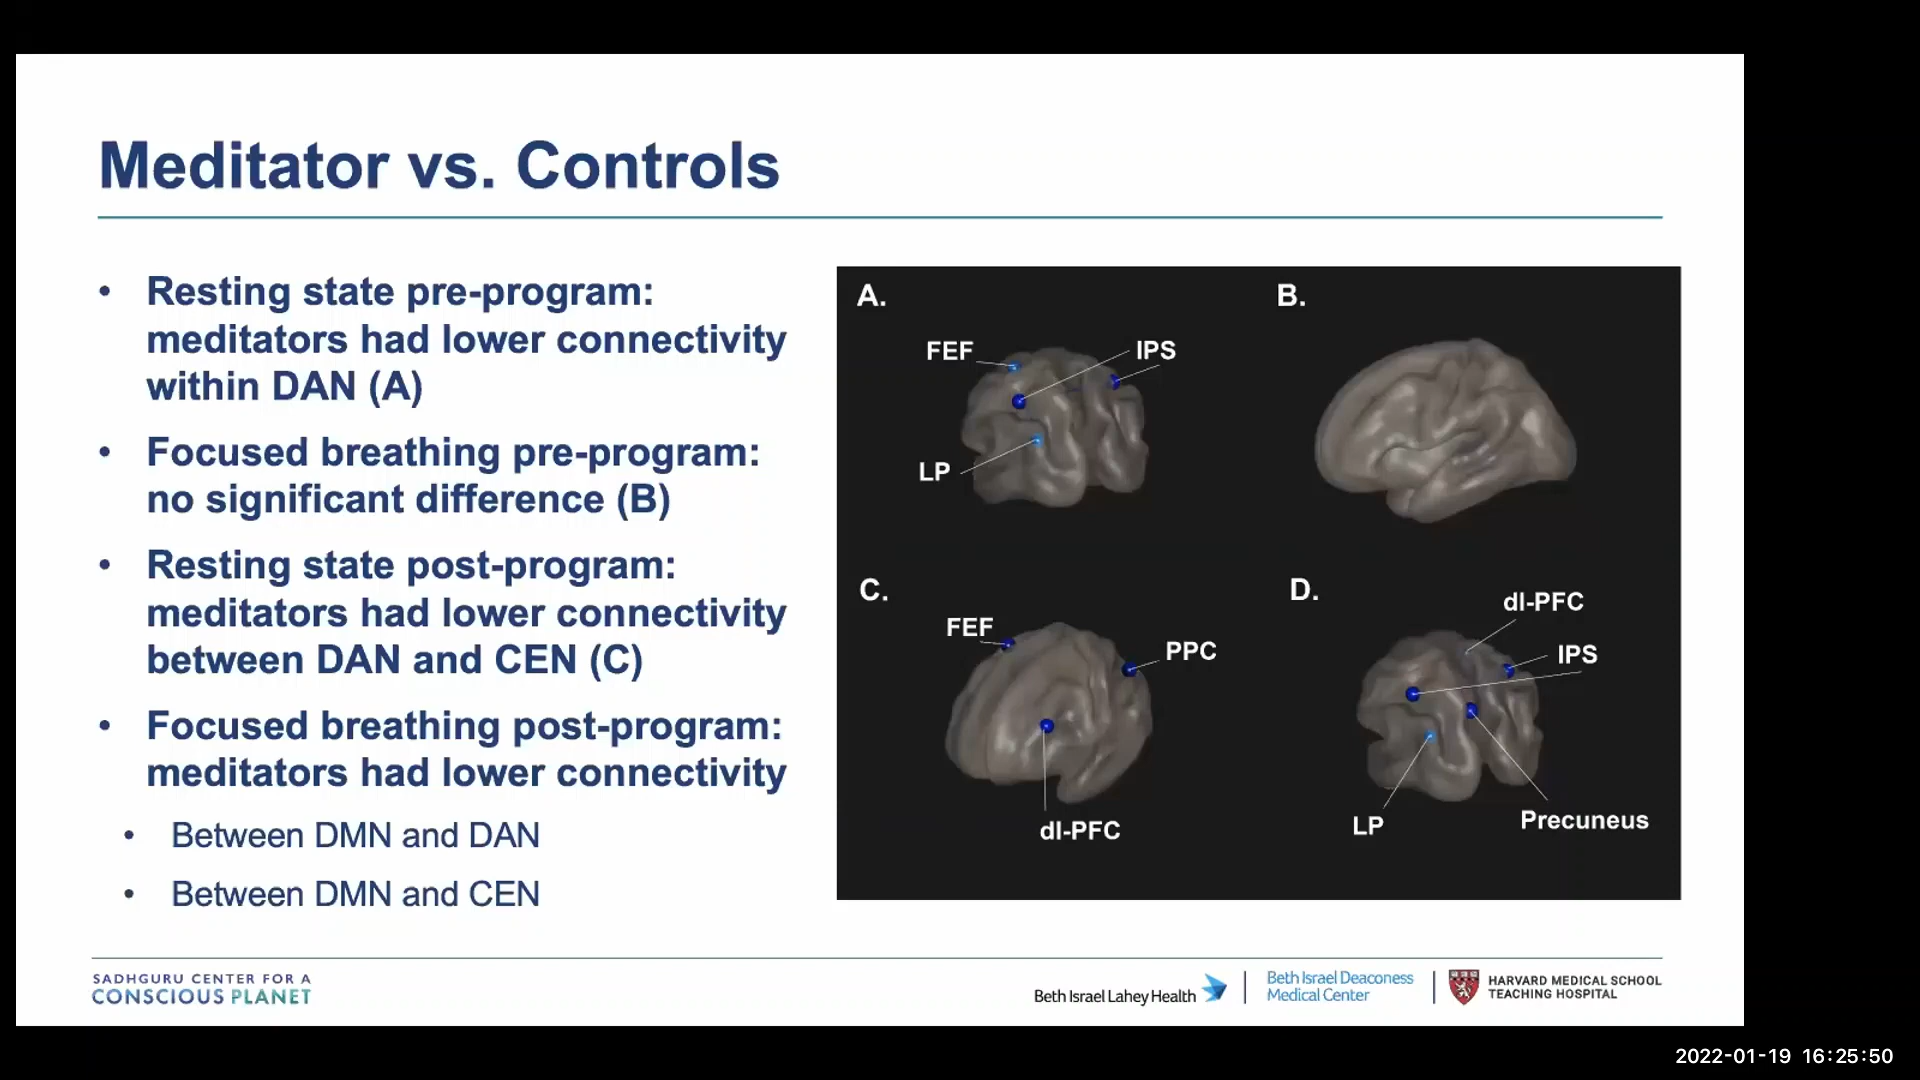 Meditator vs. Controls
• Resting state pre-program:
meditators had lower connectivity
within DAN (A)
• Focused breathing pre-program:
no significant difference (B)
• Resting state post-program:
meditators had lower connectivity
between DAN and CEN (C)
• Focused breathing post-program:
meditators had lower connectivity
• Between DMN and DAN
• Between DMN and CEN
A.
FEF
IPS
LP
B.
C.
FEF
PPC
dl-PFC
D.
dl-PFC
IPS
LP
Precuneus
SADHGURU CENTER FOR A
CONSCIOUS PLANET
Beth Israel Lahey Health
Beth Israel Deaconess
Medical Center
HARVARD MEDICAL SCHOOL
TEACHING HOSPITAL
2022-01-19 16:25:50